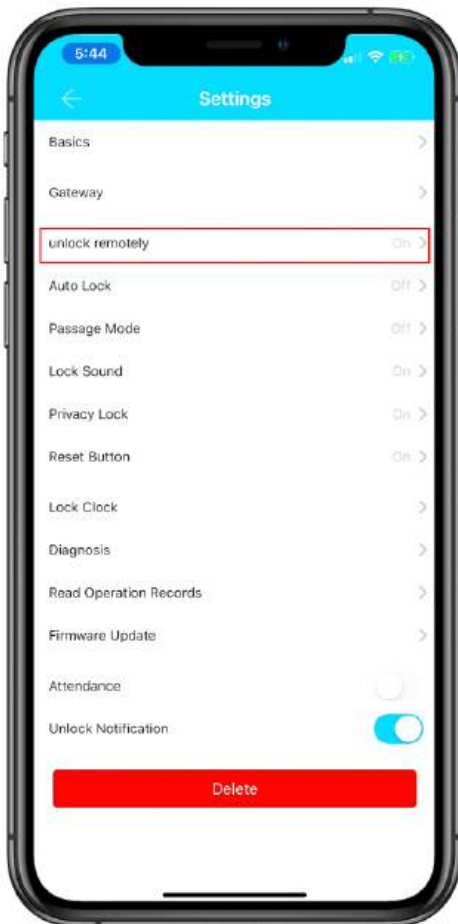 5:44
Settings
Basics
Gateway
unlock remotely On
Auto Lock Off
Passage Mode Off
Lock Sound On
Privacy Lock On
Reset Button On
Lock Clock
Diagnosis
Read Operation Records
Firmware Update
Attendance
Unlock Notification
Delete